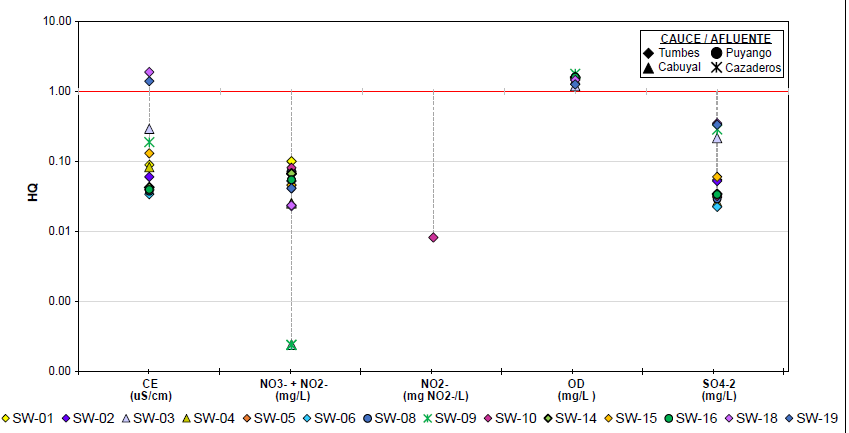 10.00
CAUCE / AFLUENTE
Tumbes Puyango
Cabuyal Cazaderos
1.00
0.10
HQ
0.01
0.00
0.00
CE NO3- + NO2- NO2- OD SO4-2
(uS/cm) (mg/L) (mg NO2-/L) (mg/L ) (mg/L)
SW-01 SW-02 SW-03 SW-04 SW-05 SW-06 SW-08 SW-09 SW-10 SW-14 SW-15 SW-16 SW-18 SW-19